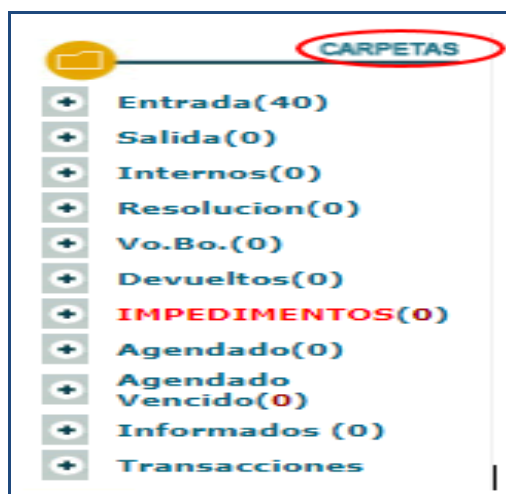 CARPETAS
Entrada(40)
Salida(0)
Internos(0)
Resolucion(0)
Vo.Bo.(0)
Devueltos(0)
IMPEDIMENTOS(0)
Agendado(0)
Agendado
Vencido(0)
Informados (0)
Transacciones